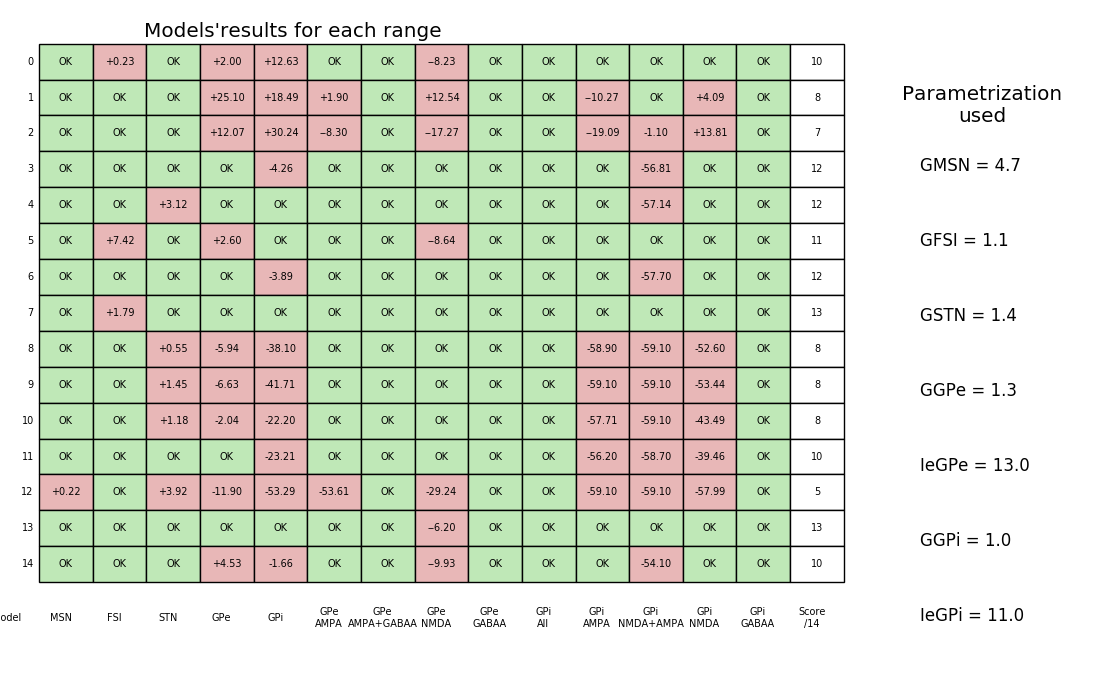 Models'results for each range
0 OK +0.23 OK +2.00 +12.63 OK OK --8.23 OK OK OK OK OK OK 10
1 OK OK OK +25.10 +18.49 +1.90 OK +12.54 OK OK --10.27 OK +4.09 OK 8
2 OK OK OK +12.07 +30.24 --8.30 OK --17.27 OK OK --19.09 -1.10 +13.81 OK 7
3 OK OK OK OK -4.26 OK OK OK OK OK OK -56.81 OK OK 12
4 OK OK +3.12 OK OK OK OK OK OK OK OK -57.14 OK OK 12
5 OK +7.42 OK +2.60 OK OK OK --8.64 OK OK OK OK OK OK 11
6 OK OK OK OK -3.89 OK OK OK OK OK OK -57.70 OK OK 12
7 OK +1.79 OK OK OK OK OK OK OK OK OK OK OK OK 13
8 OK OK +0.55 -5.94 -38.10 OK OK OK OK OK -58.90 -59.10 -52.60 OK 8
9 OK OK +1.45 -6.63 -41.71 OK OK OK OK OK -59.10 -59.10 -53.44 OK 8
10 OK OK +1.18 -2.04 -22.20 OK OK OK OK OK -57.71 -59.10 -43.49 OK 8
11 OK OK OK OK -23.21 OK OK OK OK OK -56.20 -58.70 -39.46 OK 10
12 +0.22 OK +3.92 -11.90 -53.29 -53.61 OK -29.24 OK OK -59.10 -59.10 -57.99 OK 5
13 OK OK OK OK OK OK OK --6.20 OK OK OK OK OK OK 13
14 OK OK OK +4.53 -1.66 OK OK --9.93 OK OK OK -54.10 OK OK 10
odel MSN FSI STN GPe GPi GPe GPe GPe GPe GPi GPi GPi GPi GPi Score
AMPA AMPA+GABAA NMDA GABAA All AMPA NMDA+AMPA NMDA GABAA /14
Parametrization
used
GMSN = 4.7
GFSI = 1.1
GSTN = 1.4
GGPe = 1.3
IeGPe = 13.0
GGPi = 1.0
IeGPi = 11.0